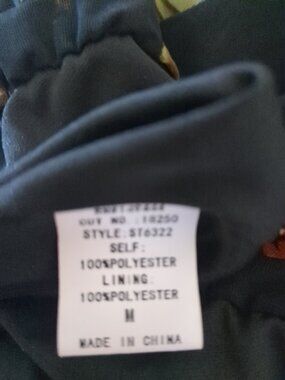 CUT NO.:18250
STYLE:ST6322
SELF:
100%POLYESTER
LINING:
100%POLYESTER
M
MADE IN CHINA